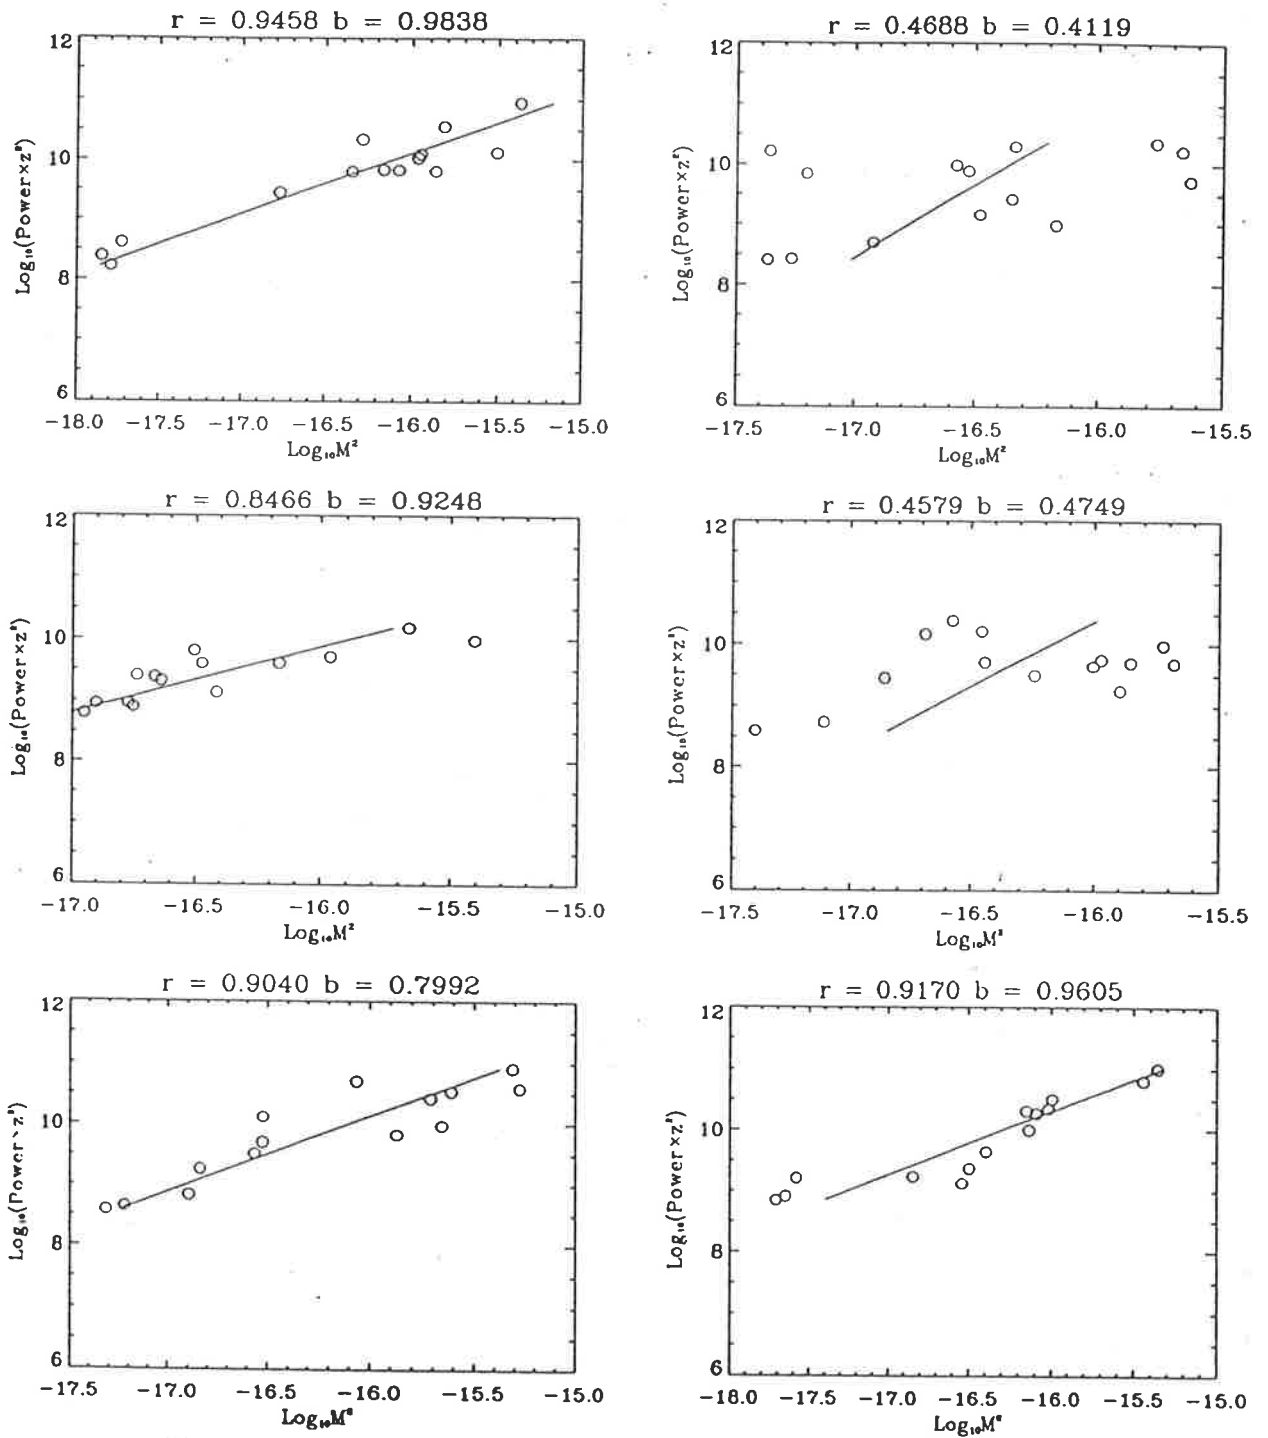 r = 0.9458 b = 0.9838
12
10
8
6
Log₁₀(Power×z²)
-18.0 -17.5 -17.0 -16.5 -16.0 -15.5 -15.0
Log₁₀M²
r = 0.4688 b = 0.4119
12
10
8
6
Log₁₀(Power×z²)
-17.5 -17.0 -16.5 -16.0 -15.5
Log₁₀M²
r = 0.8466 b = 0.9248
12
10
8
6
Log₁₀(Power×z²)
-17.0 -16.5 -16.0 -15.5 -15.0
Log₁₀M²
r = 0.4579 b = 0.4749
12
10
8
6
Log₁₀(Power×z²)
-17.5 -17.0 -16.5 -16.0 -15.5
Log₁₀M²
r = 0.9040 b = 0.7992
12
10
8
6
Log₁₀(Power×z²)
-17.5 -17.0 -16.5 -16.0 -15.5 -15.0
Log₁₀M²
r = 0.9170 b = 0.9605
12
10
8
6
Log₁₀(Power×z²)
-18.0 -17.5 -17.0 -16.5 -16.0 -15.5 -15.0
Log₁₀M²